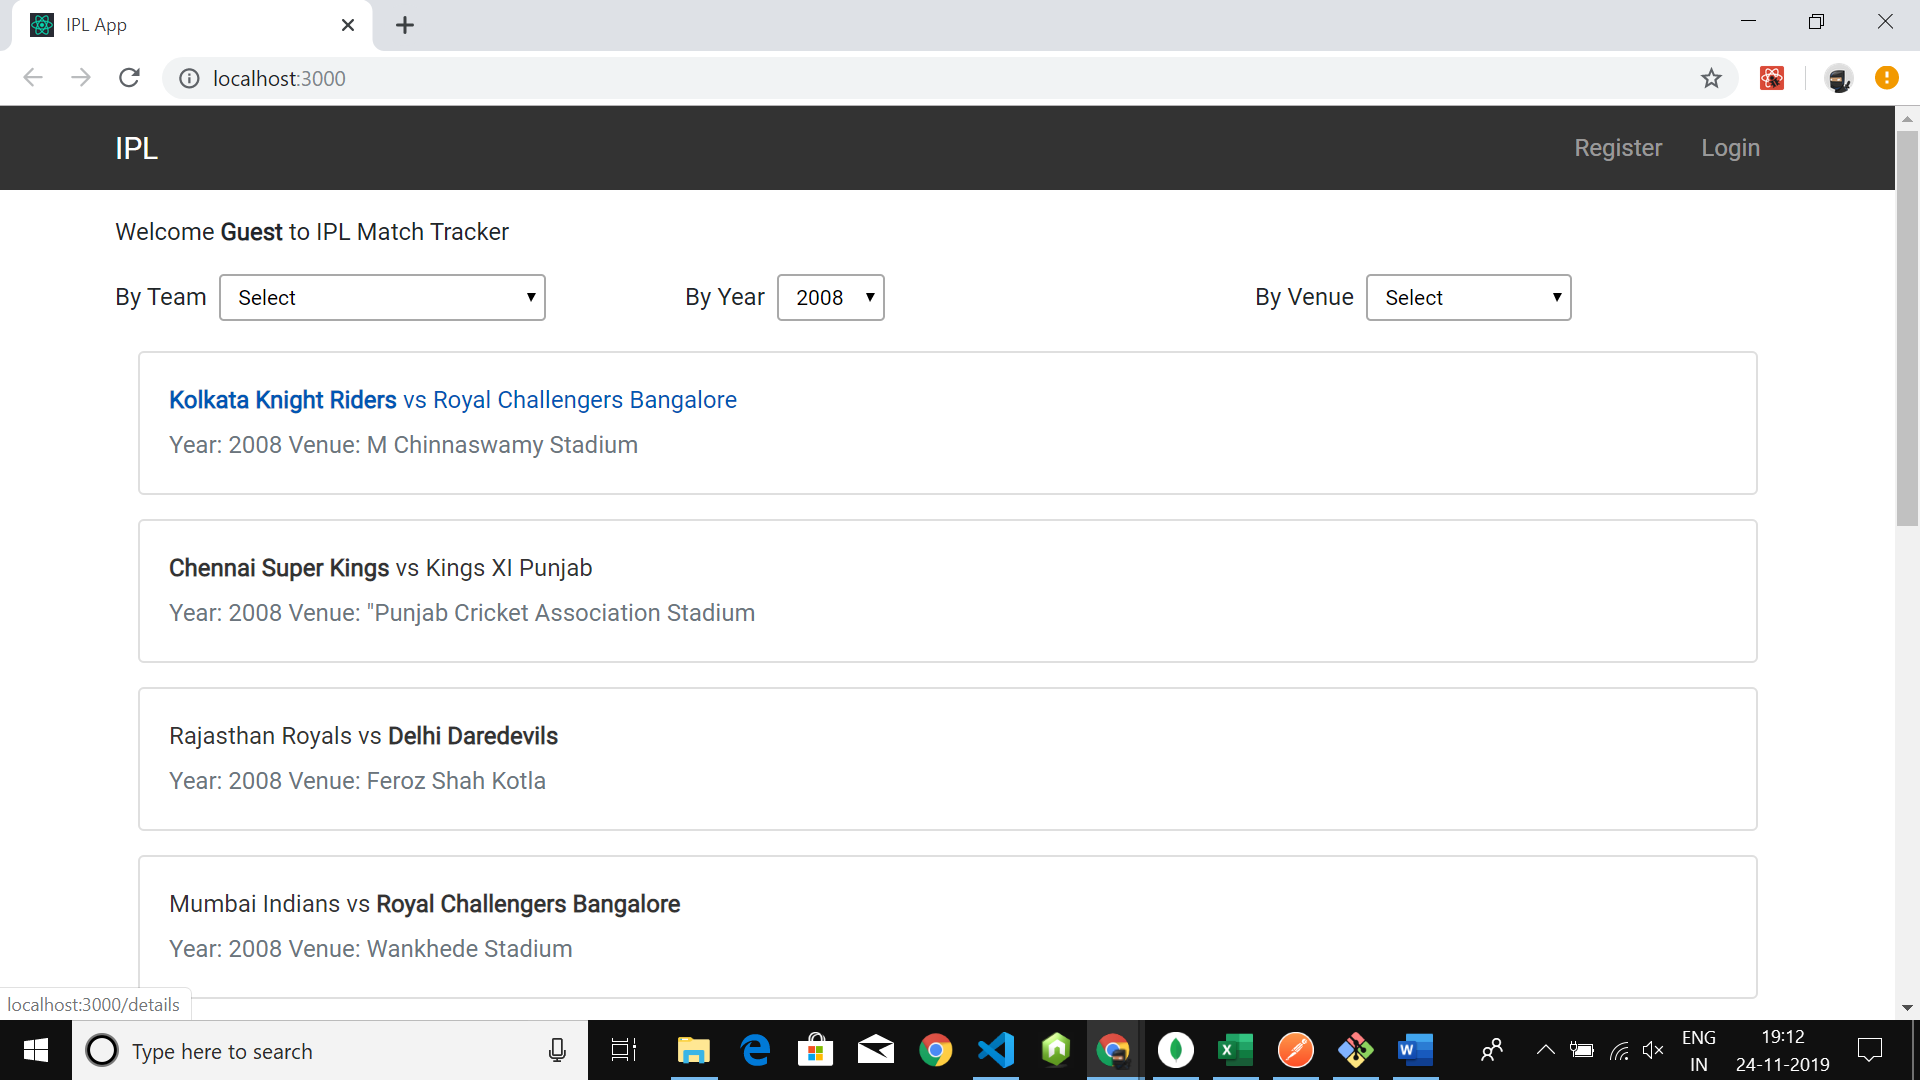 IPL App
localhost:3000
IPL
Register
Login
Welcome Guest to IPL Match Tracker
By Team Select
By Year 2008
By Venue Select
Kolkata Knight Riders vs Royal Challengers Bangalore
Year: 2008 Venue: M Chinnaswamy Stadium
Chennai Super Kings vs Kings XI Punjab
Year: 2008 Venue: "Punjab Cricket Association Stadium
Rajasthan Royals vs Delhi Daredevils
Year: 2008 Venue: Feroz Shah Kotla
Mumbai Indians vs Royal Challengers Bangalore
Year: 2008 Venue: Wankhede Stadium
localhost:3000/details
Type here to search
ENG
IN
19:12
24-11-2019